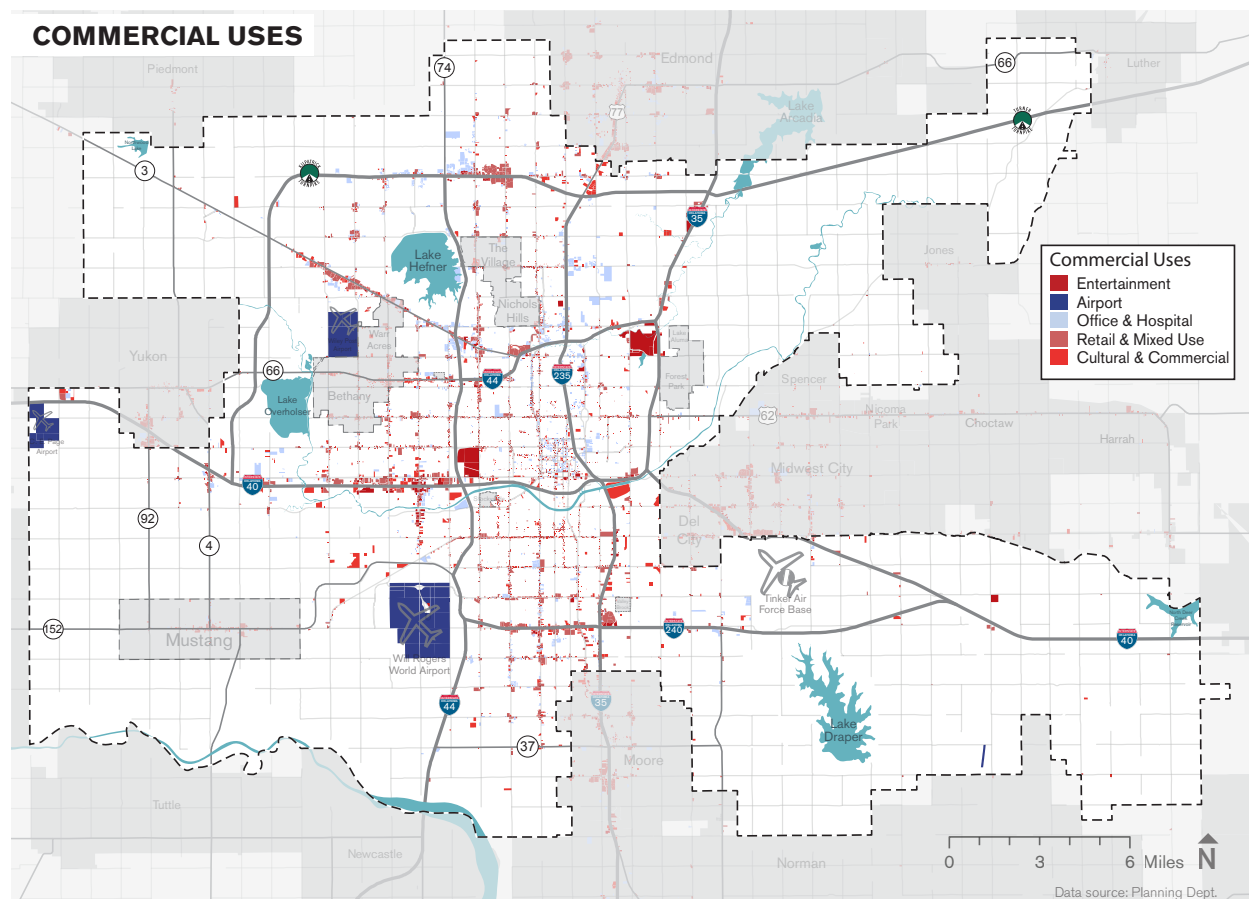 COMMERCIAL USES
74
66
Piedmont
Edmond
Luther
77
Lake
Arcadia
TURNER
TURNPIKE
3
35
The
Village
Jones
Lake
Hefner
Commercial Uses
Entertainment
Airport
Office & Hospital
Retail & Mixed Use
Cultural & Commercial
Nichols
Hills
Warr
Acres
Yukon
66
44
235
Forest
Park
Spencer
Bethany
Lake
Overholser
62
Nicoma
Park
Choctaw
Harrah
Page
Airport
Midwest City
40
92
4
Del
City
Tinker Air
Force Base
152
Mustang
240
40
Will Rogers
World Airport
44
35
Lake
Draper
37
Moore
Tuttle
Newcastle
Norman
0 3 6 Miles N
Data source: Planning Dept.